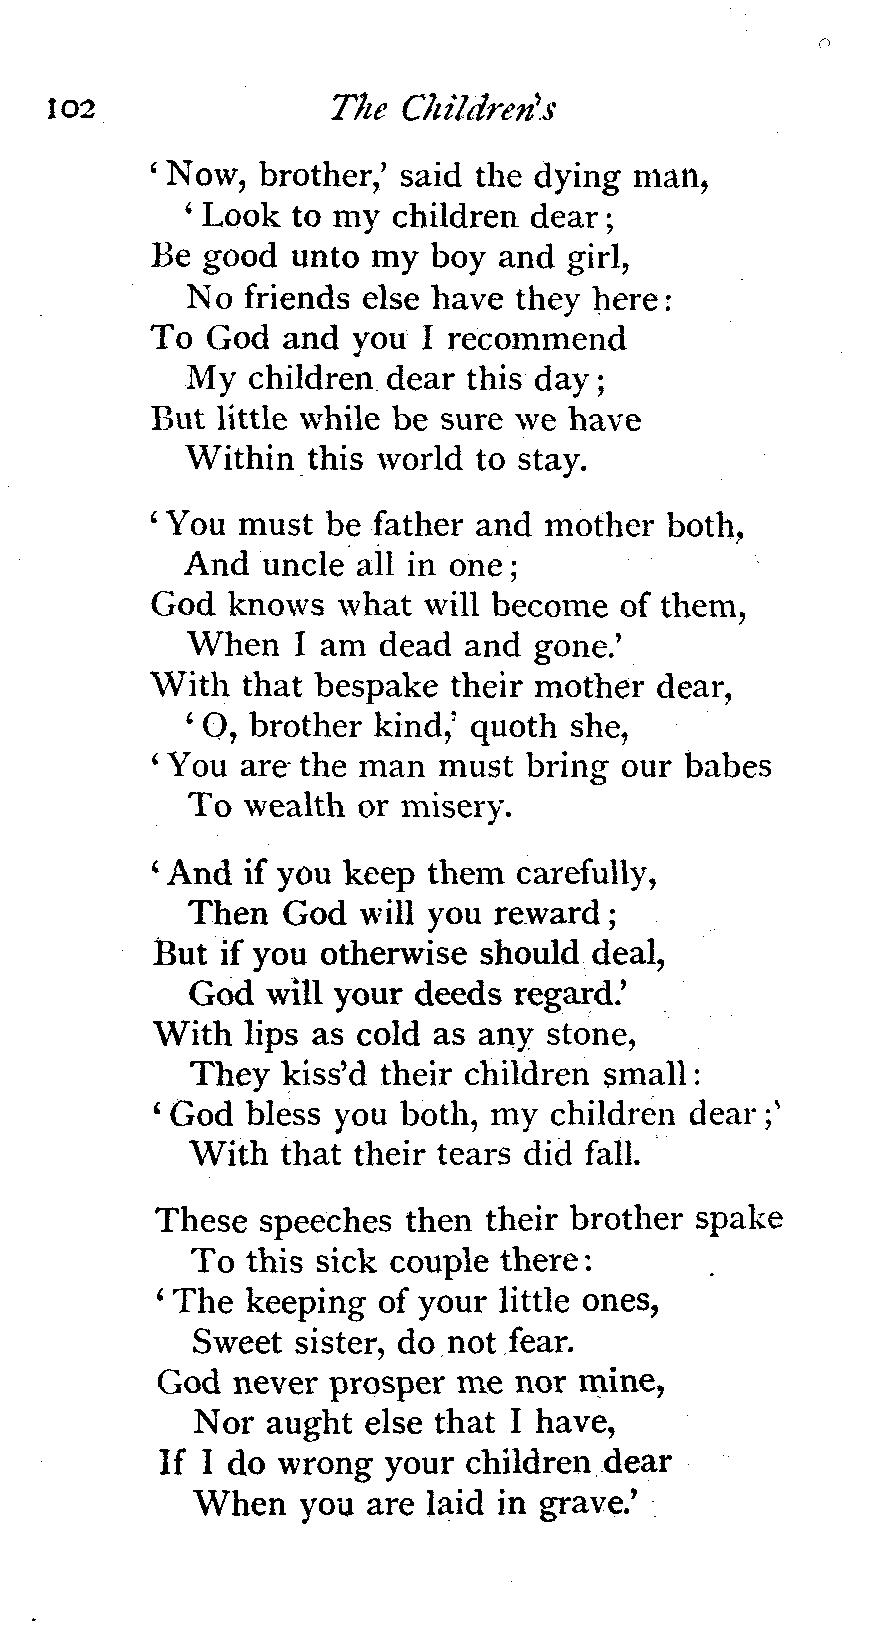 102 The Children's
‘Now, brother,’ said the dying man,
‘Look to my children dear;
Be good unto my boy and girl,
No friends else have they here:
To God and you I recommend
My children dear this day;
But little while be sure we have
Within this world to stay.
‘You must be father and mother both,
And uncle all in one;
God knows what will become of them,
When I am dead and gone.’
With that bespake their mother dear,
‘O, brother kind,’ quoth she,
‘You are the man must bring our babes
To wealth or misery.
‘And if you keep them carefully,
Then God will you reward;
But if you otherwise should deal,
God will your deeds regard.’
With lips as cold as any stone,
They kiss’d their children small:
‘God bless you both, my children dear;’
With that their tears did fall.
These speeches then their brother spake
To this sick couple there:
‘The keeping of your little ones,
Sweet sister, do not fear.
God never prosper me nor mine,
Nor aught else that I have,
If I do wrong your children dear
When you are laid in grave.’